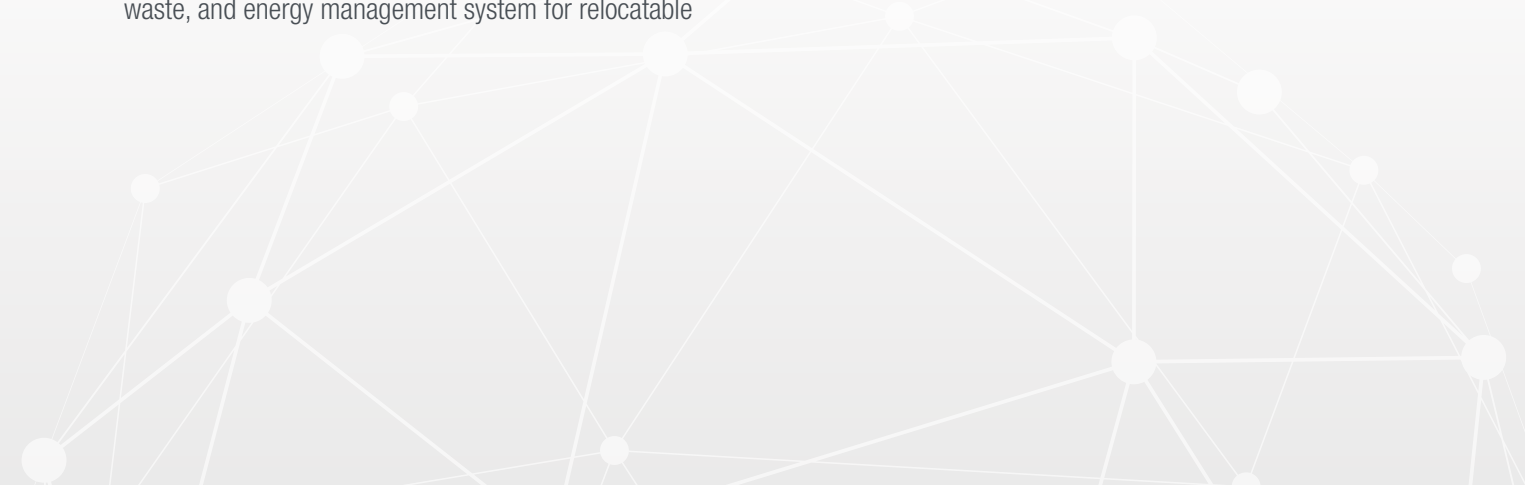 waste, and energy management system for relocatable